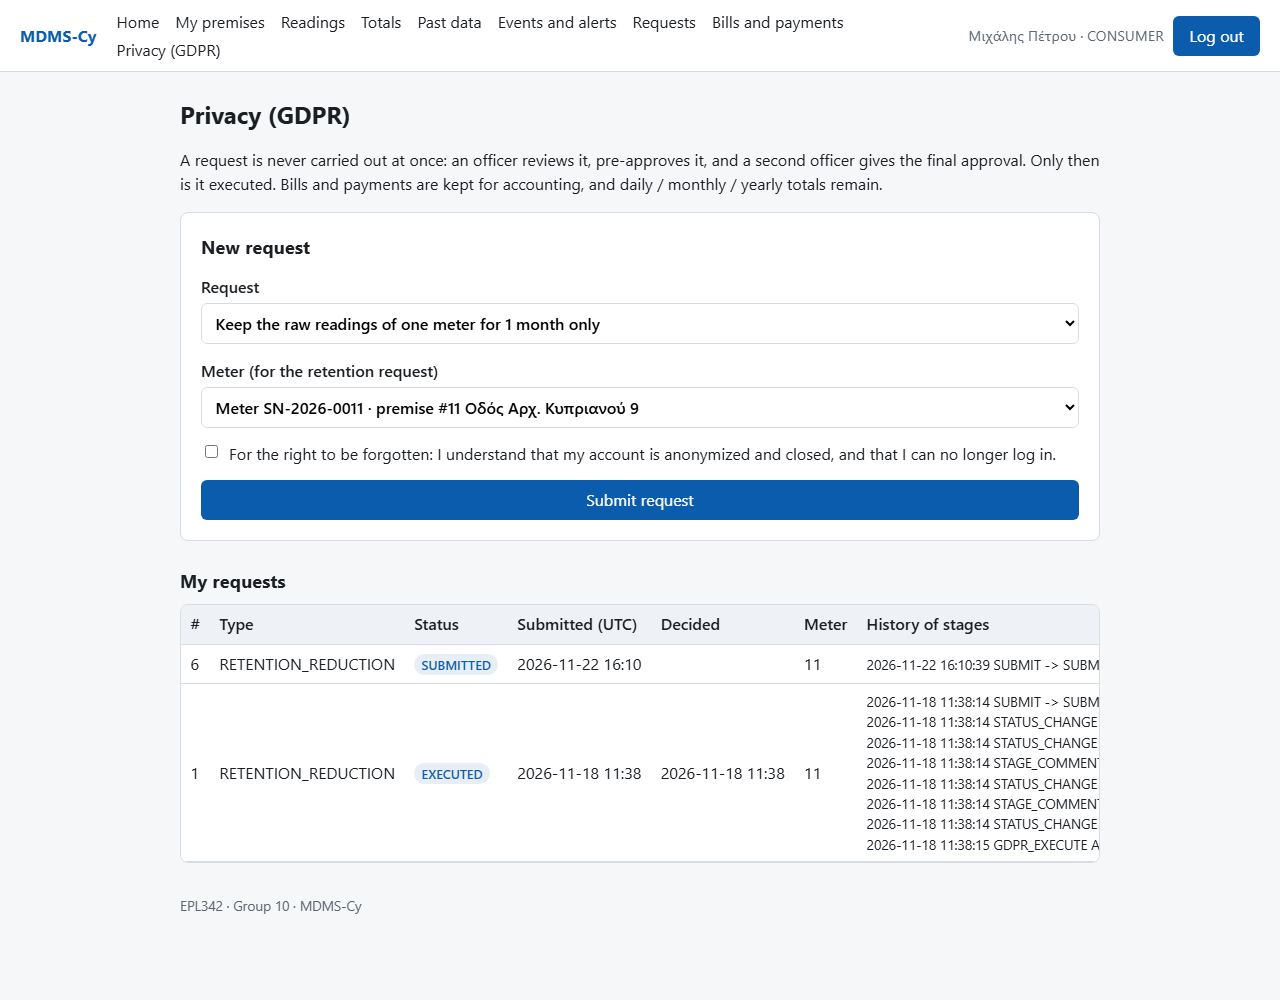 MDMS-Cy
Home My premises Readings Totals Past data Events and alerts Requests Bills and payments
Privacy (GDPR)
Μιχάλης Πέτρου · CONSUMER
Log out
Privacy (GDPR)
A request is never carried out at once: an officer reviews it, pre-approves it, and a second officer gives the final approval. Only then
is it executed. Bills and payments are kept for accounting, and daily / monthly / yearly totals remain.
New request
Request
Keep the raw readings of one meter for 1 month only
Meter (for the retention request)
Meter SN-2026-0011 · premise #11 Οδός Αρχ. Κυπριανού 9
For the right to be forgotten: I understand that my account is anonymized and closed, and that I can no longer log in.
Submit request
My requests
# Type Status Submitted (UTC) Decided Meter History of stages
6 RETENTION_REDUCTION SUBMITTED 2026-11-22 16:10 11 2026-11-22 16:10:39 SUBMIT -> SUBM
2026-11-18 11:38:14 SUBMIT -> SUBM
2026-11-18 11:38:14 STATUS_CHANGE
2026-11-18 11:38:14 STATUS_CHANGE
2026-11-18 11:38:14 STAGE_COMMENT
1 RETENTION_REDUCTION EXECUTED 2026-11-18 11:38 2026-11-18 11:38 11
2026-11-18 11:38:14 STATUS_CHANGE
2026-11-18 11:38:14 STAGE_COMMENT
2026-11-18 11:38:14 STATUS_CHANGE
2026-11-18 11:38:15 GDPR_EXECUTE A
EPL342 · Group 10 · MDMS-Cy